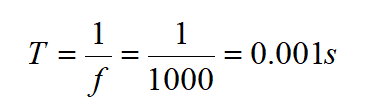 T = 1/f = 1/1000 = 0.001s